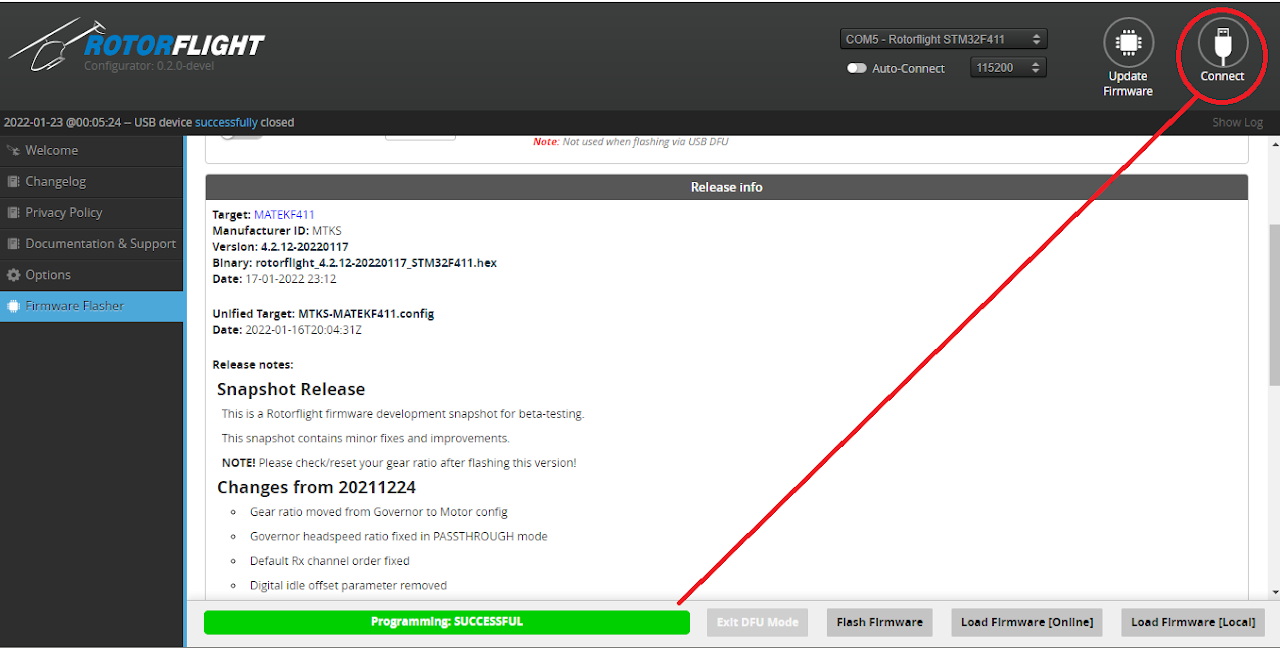 ROTORFLIGHT
Configurator: 0.2.0-devel
COM5 - Rotorflight STM32F411
Auto-Connect
115200
Update
Firmware
Connect
2022-01-23 @00:05:24 -- USB device successfully closed
Show Log
Welcome
Changelog
Privacy Policy
Documentation & Support
Options
Firmware Flasher
Note: Not used when flashing via USB DFU
Release info
Target: MATEKF411
Manufacturer ID: MTKS
Version: 4.2.12-20220117
Binary: rotorflight_4.2.12-20220117_STM32F411.hex
Date: 17-01-2022 23:12
Unified Target: MTKS-MATEKF411.config
Date: 2022-01-16T20:04:31Z
Release notes:
Snapshot Release
This is a Rotorflight firmware development snapshot for beta-testing.
This snapshot contains minor fixes and improvements.
NOTE! Please check/reset your gear ratio after flashing this version!
Changes from 20211224
Gear ratio moved from Governor to Motor config
Governor headspeed ratio fixed in PASSTHROUGH mode
Default Rx channel order fixed
Digital idle offset parameter removed
Programming: SUCCESSFUL
Exit DFU Mode
Flash Firmware
Load Firmware [Online]
Load Firmware [Local]